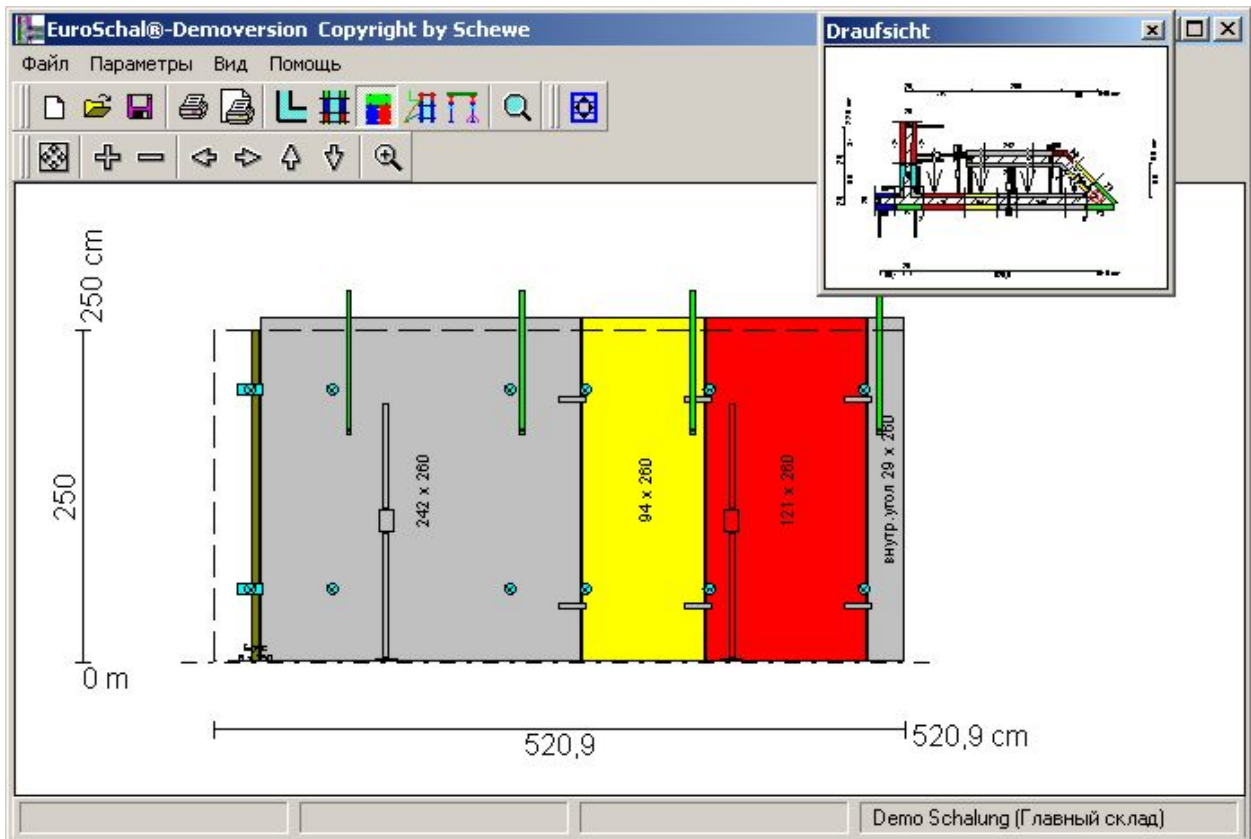 EuroSchal®-Demoversion Copyright by Schewe
Draufsicht
Файл Параметры Вид Помощь
250 cm
250
0 m
242 x 260
94 x 260
121 x 260
внутр.угол 29 x 260
520,9
520,9 cm
Demo Schalung (Главный склад)